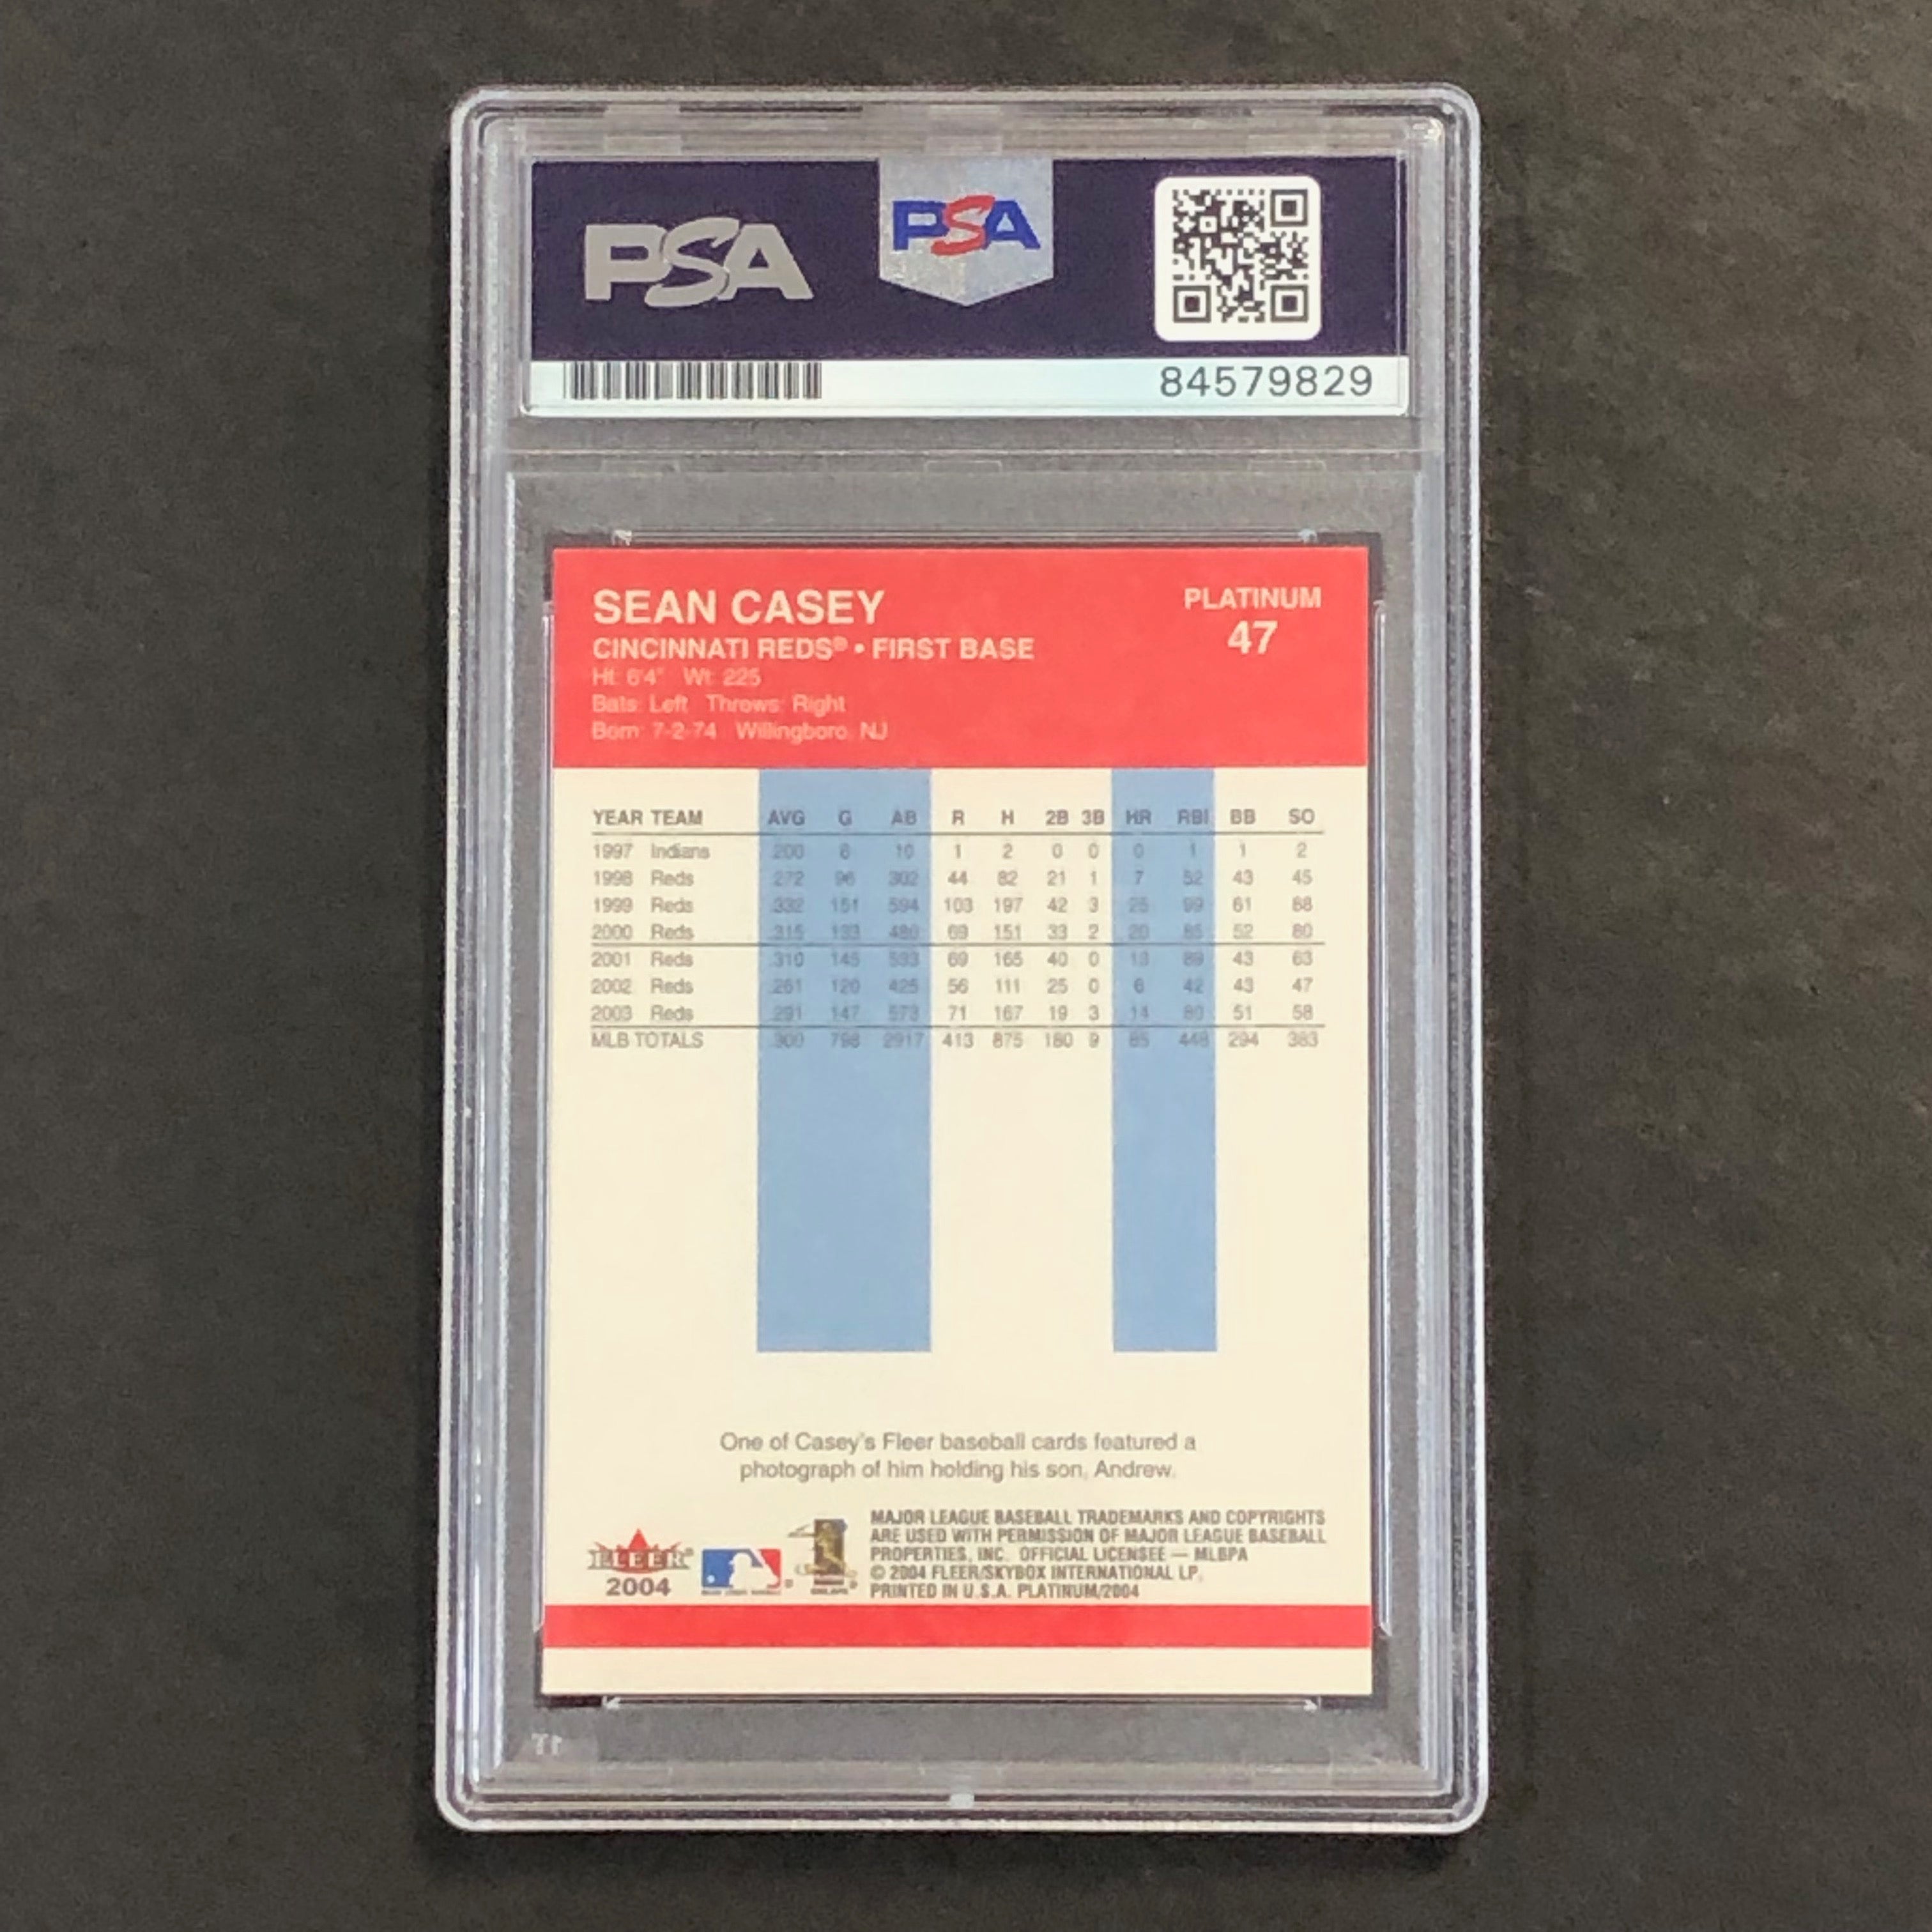 PSA
PSA
84579829
SEAN CASEY
PLATINUM
47
CINCINNATI REDS® • FIRST BASE
Ht: 6'4" Wt: 225
Bats: Left Throws: Right
Born: 7-2-74 Willingboro, NJ
YEAR TEAM AVG G AB R H 2B 3B HR RBI BB SO
1997 Indians .200 6 10 1 2 0 0 0 1 1 2
1998 Reds .272 96 302 44 82 21 1 7 52 43 45
1999 Reds .332 151 594 103 197 42 3 25 99 61 88
2000 Reds .315 133 480 69 151 33 2 20 85 52 80
2001 Reds .310 145 533 69 165 40 0 13 89 43 63
2002 Reds .261 120 425 56 111 25 0 6 42 43 47
2003 Reds .291 147 573 71 167 19 3 14 80 51 58
MLB TOTALS .300 798 2917 413 875 180 9 85 448 294 383
One of Casey's Fleer baseball cards featured a
photograph of him holding his son, Andrew.
FLEER®
2004
MAJOR LEAGUE BASEBALL TRADEMARKS AND COPYRIGHTS
ARE USED WITH PERMISSION OF MAJOR LEAGUE BASEBALL
PROPERTIES, INC. OFFICIAL LICENSEE — MLBPA
© 2004 FLEER/SKYBOX INTERNATIONAL LP.
PRINTED IN U.S.A. PLATINUM/2004